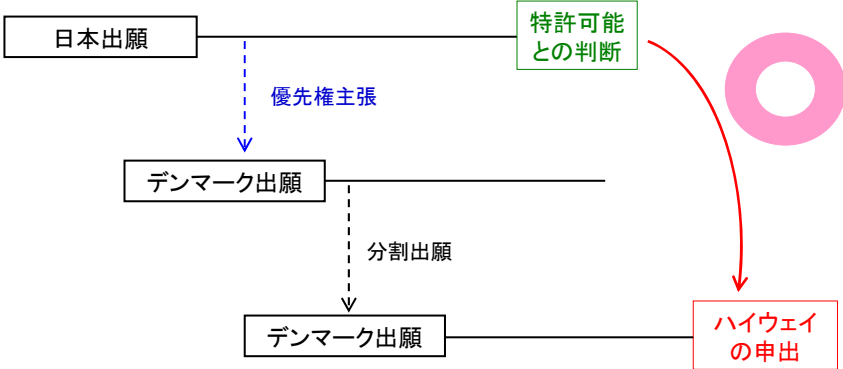 日本出願
特許可能
との判断
優先権主張
デンマーク出願
分割出願
デンマーク出願
ハイウェイ
の申出